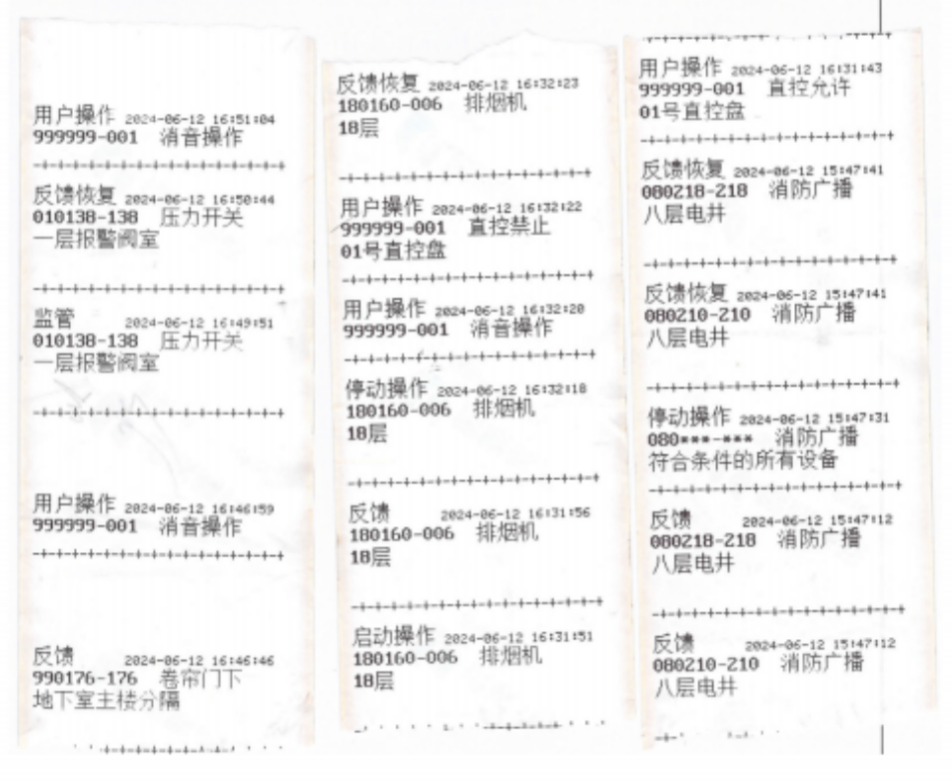 用户操作 2024-06-12 16:51:04
999999-001 消音操作
反馈恢复 2024-06-12 16:50:44
010138-138 压力开关
一层报警阀室
监管 2024-06-12 16:49:51
010138-138 压力开关
一层报警阀室
用户操作 2024-06-12 16:46:59
999999-001 消音操作
反馈 2024-06-12 16:46:46
990176-176 卷帘门下
地下室主楼分隔
反馈恢复 2024-06-12 16:32:23
180160-006 排烟机
18层
用户操作 2024-06-12 16:32:22
999999-001 直控禁止
01号直控盘
用户操作 2024-06-12 16:32:20
999999-001 消音操作
停动操作 2024-06-12 16:32:18
180160-006 排烟机
18层
反馈 2024-06-12 16:31:56
180160-006 排烟机
18层
启动操作 2024-06-12 16:31:51
180160-006 排烟机
18层
用户操作 2024-06-12 16:31:43
999999-001 直控允许
01号直控盘
反馈恢复 2024-06-12 15:47:41
080218-218 消防广播
八层电井
反馈恢复 2024-06-12 15:47:41
080210-210 消防广播
八层电井
停动操作 2024-06-12 15:47:31
080***-*** 消防广播
符合条件的所有设备
反馈 2024-06-12 15:47:12
080218-218 消防广播
八层电井
反馈 2024-06-12 15:47:12
080210-210 消防广播
八层电井